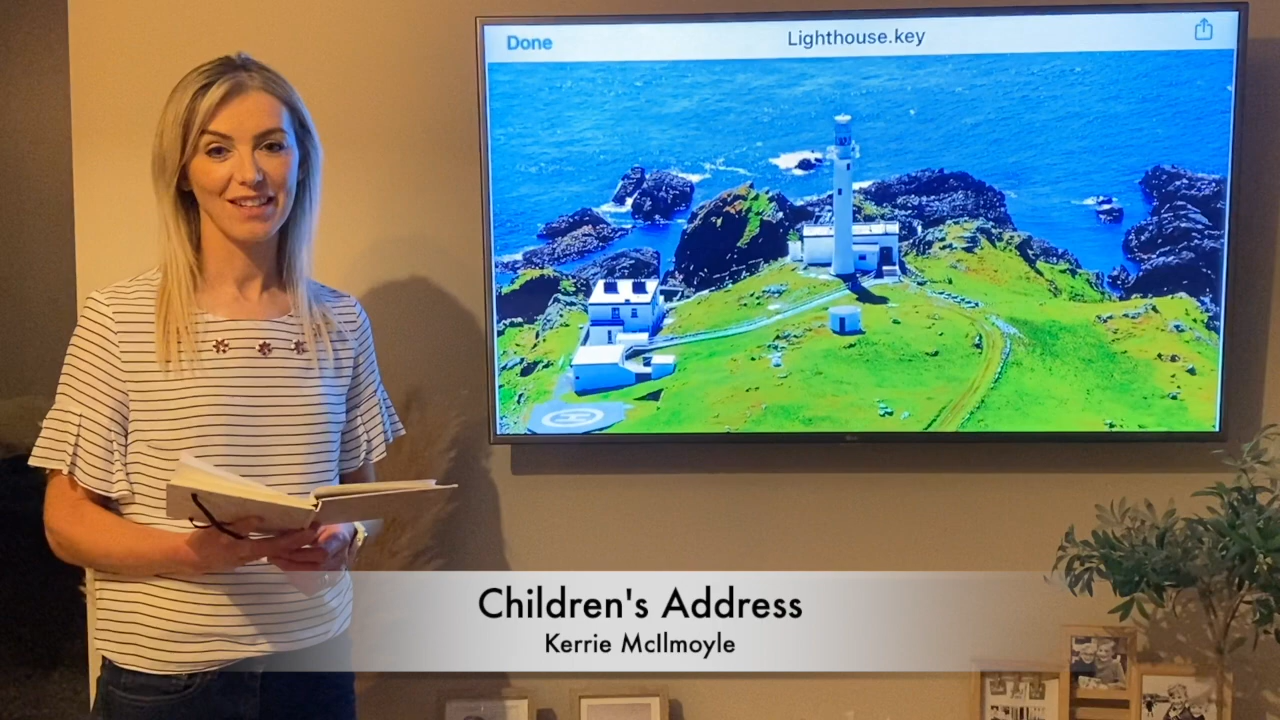 Done
Lighthouse.key
H
Children's Address
Kerrie McIlmoyle